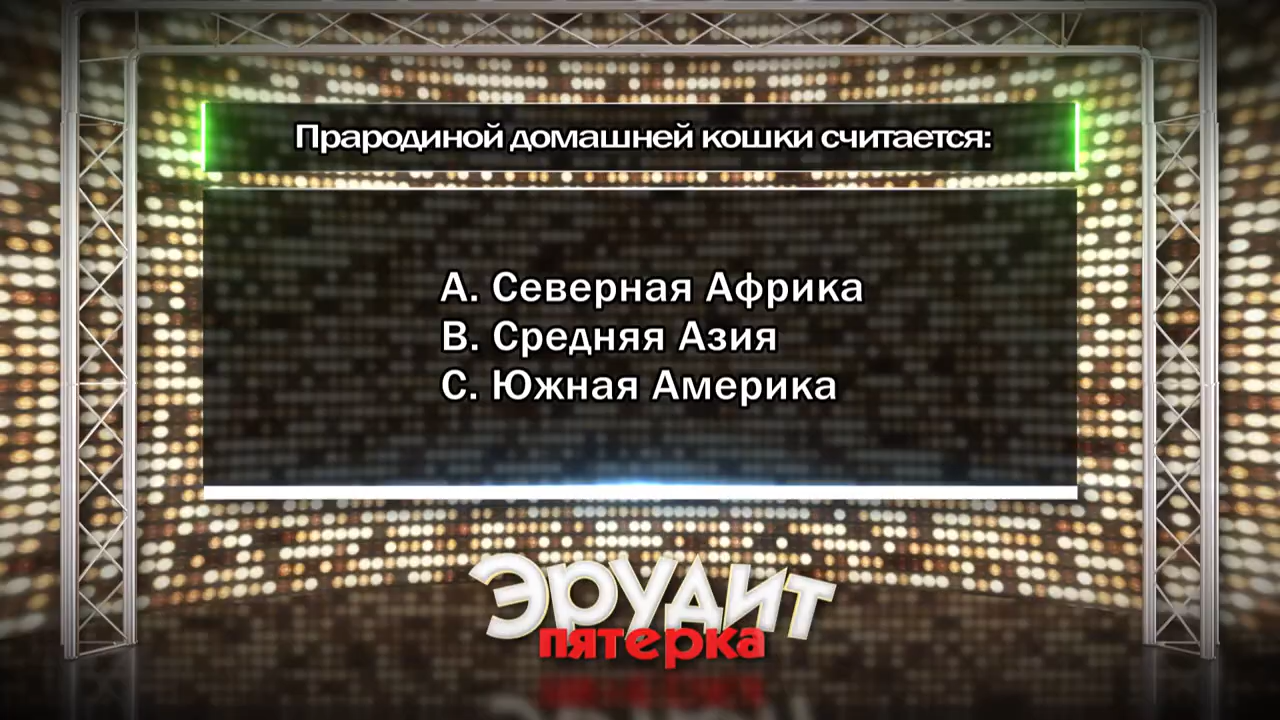 Прародиной домашней кошки считается:
A. Северная Африка
B. Средняя Азия
C. Южная Америка
ЭРУДИТ
пятерка